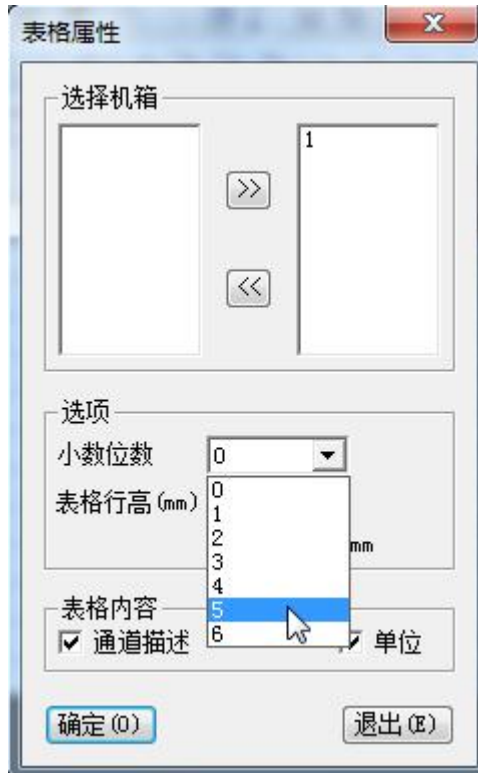 表格属性
选择机箱
1
>>
<<
选项
小数位数 0
表格行高(mm)
0
1
2
3
4
5
6
mm
表格内容
通道描述 单位
确定(O) 退出(E)